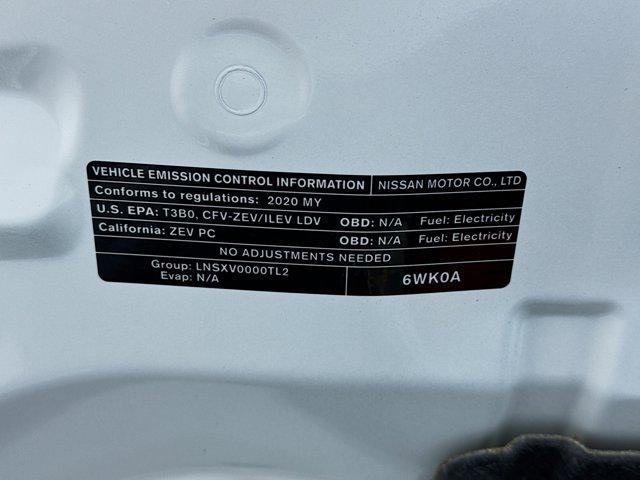 VEHICLE EMISSION CONTROL INFORMATION NISSAN MOTOR CO., LTD
Conforms to regulations: 2020 MY
U.S. EPA: T3B0, CFV-ZEV/ILEV LDV OBD: N/A Fuel: Electricity
California: ZEV PC OBD: N/A Fuel: Electricity
NO ADJUSTMENTS NEEDED
Group: LNSXV0000TL2
Evap: N/A
6WK0A